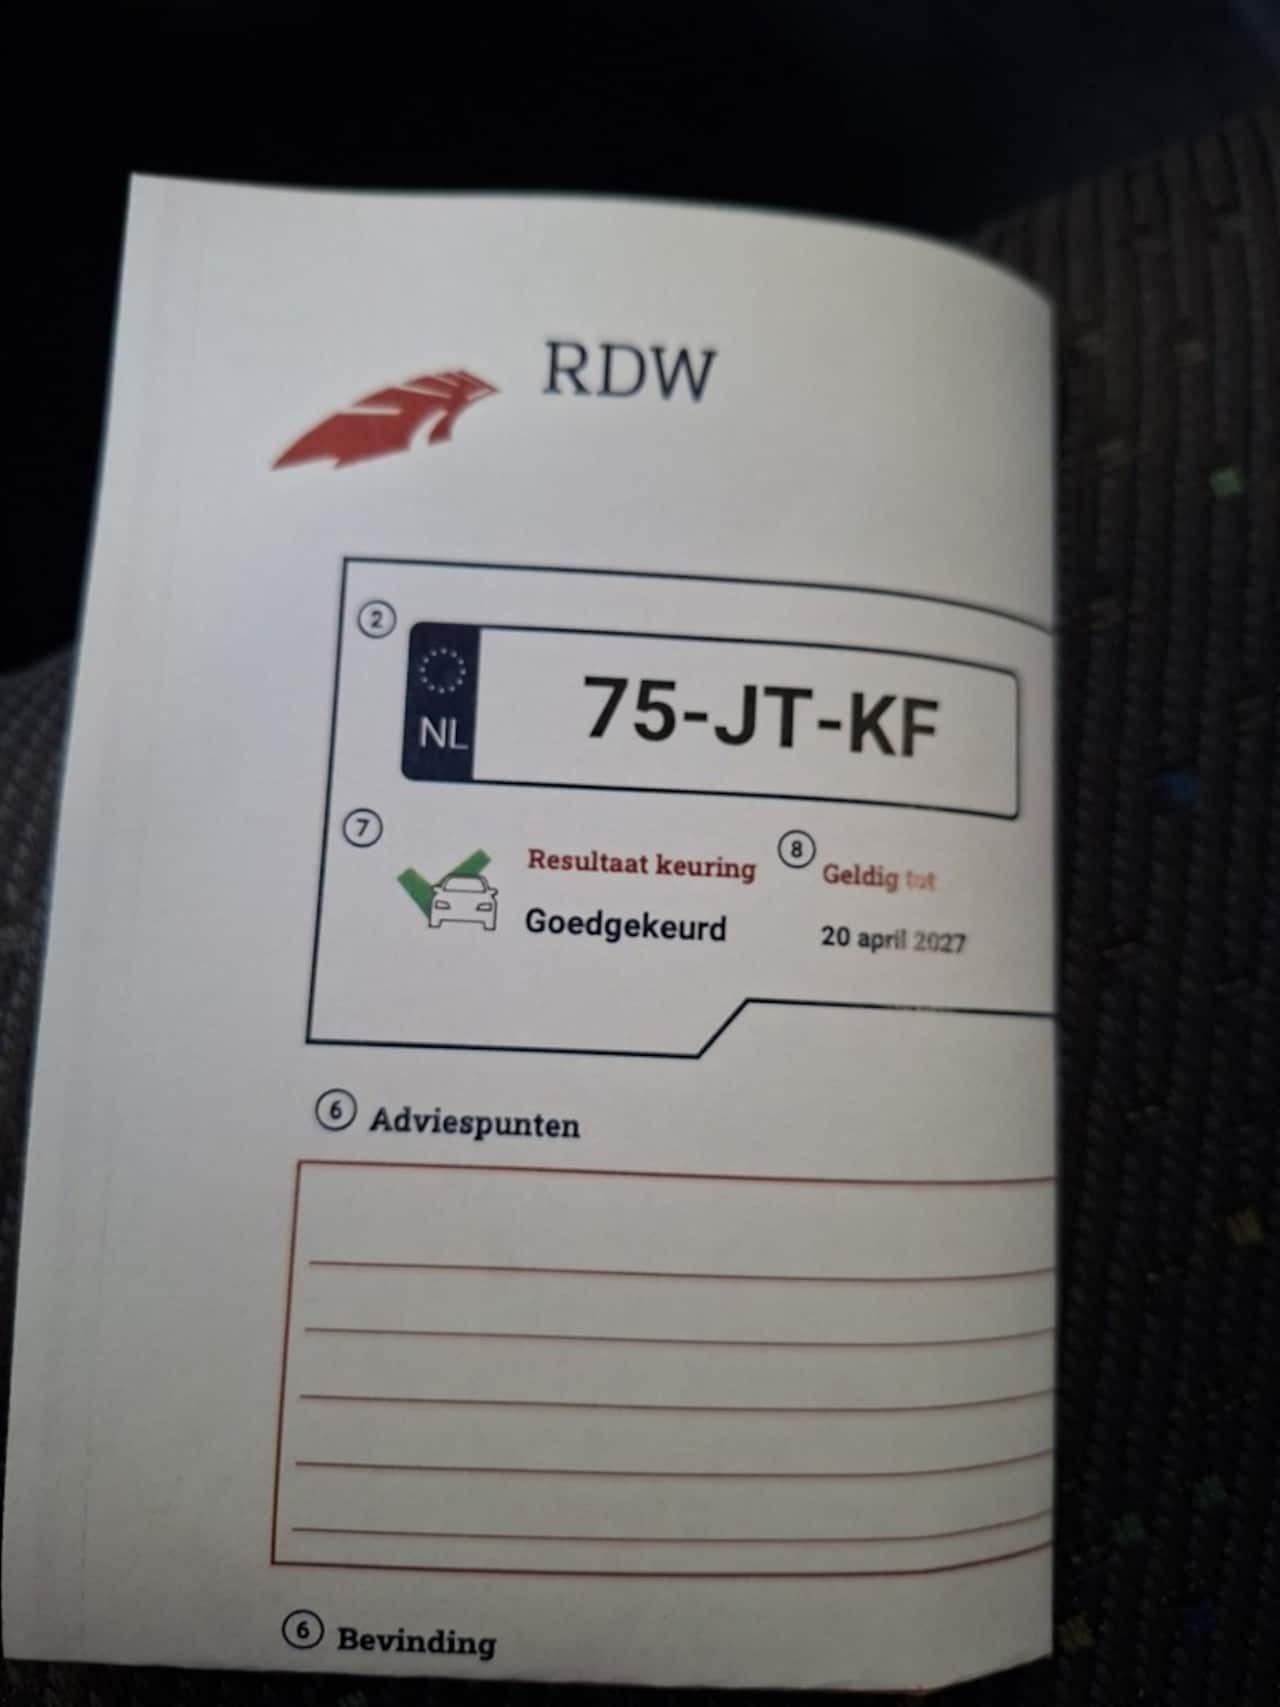 RDW
2
NL 75-JT-KF
7 Resultaat keuring 8 Geldig tot
Goedgekeurd 20 april 2027
6 Adviespunten
6 Bevinding